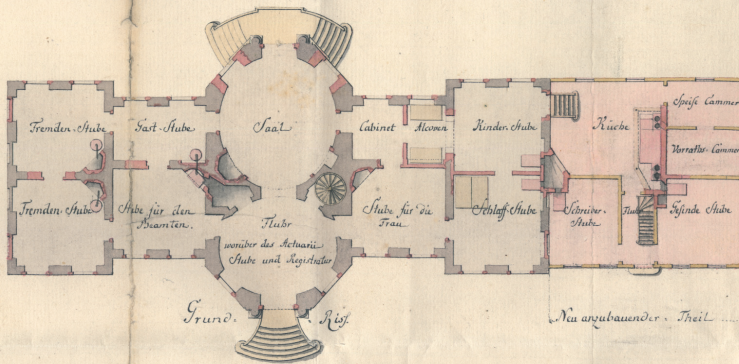 Fremden-Stube
Gast-Stube
Saal
Cabinet
Alcoven
Kinder-Stube
Küche
Speise Cammer
Vorraths-Cammer
Fremden-Stube
Stube für den
Beamten.
Fluhr
worüber des Actuarii
Stube und Registratur
Stube für die
Frau
Schlaff-Stube
Schreiber-
Stube
Fluhr
Gesinde Stube
Grund-Riss.
Neu anzubauender Theil